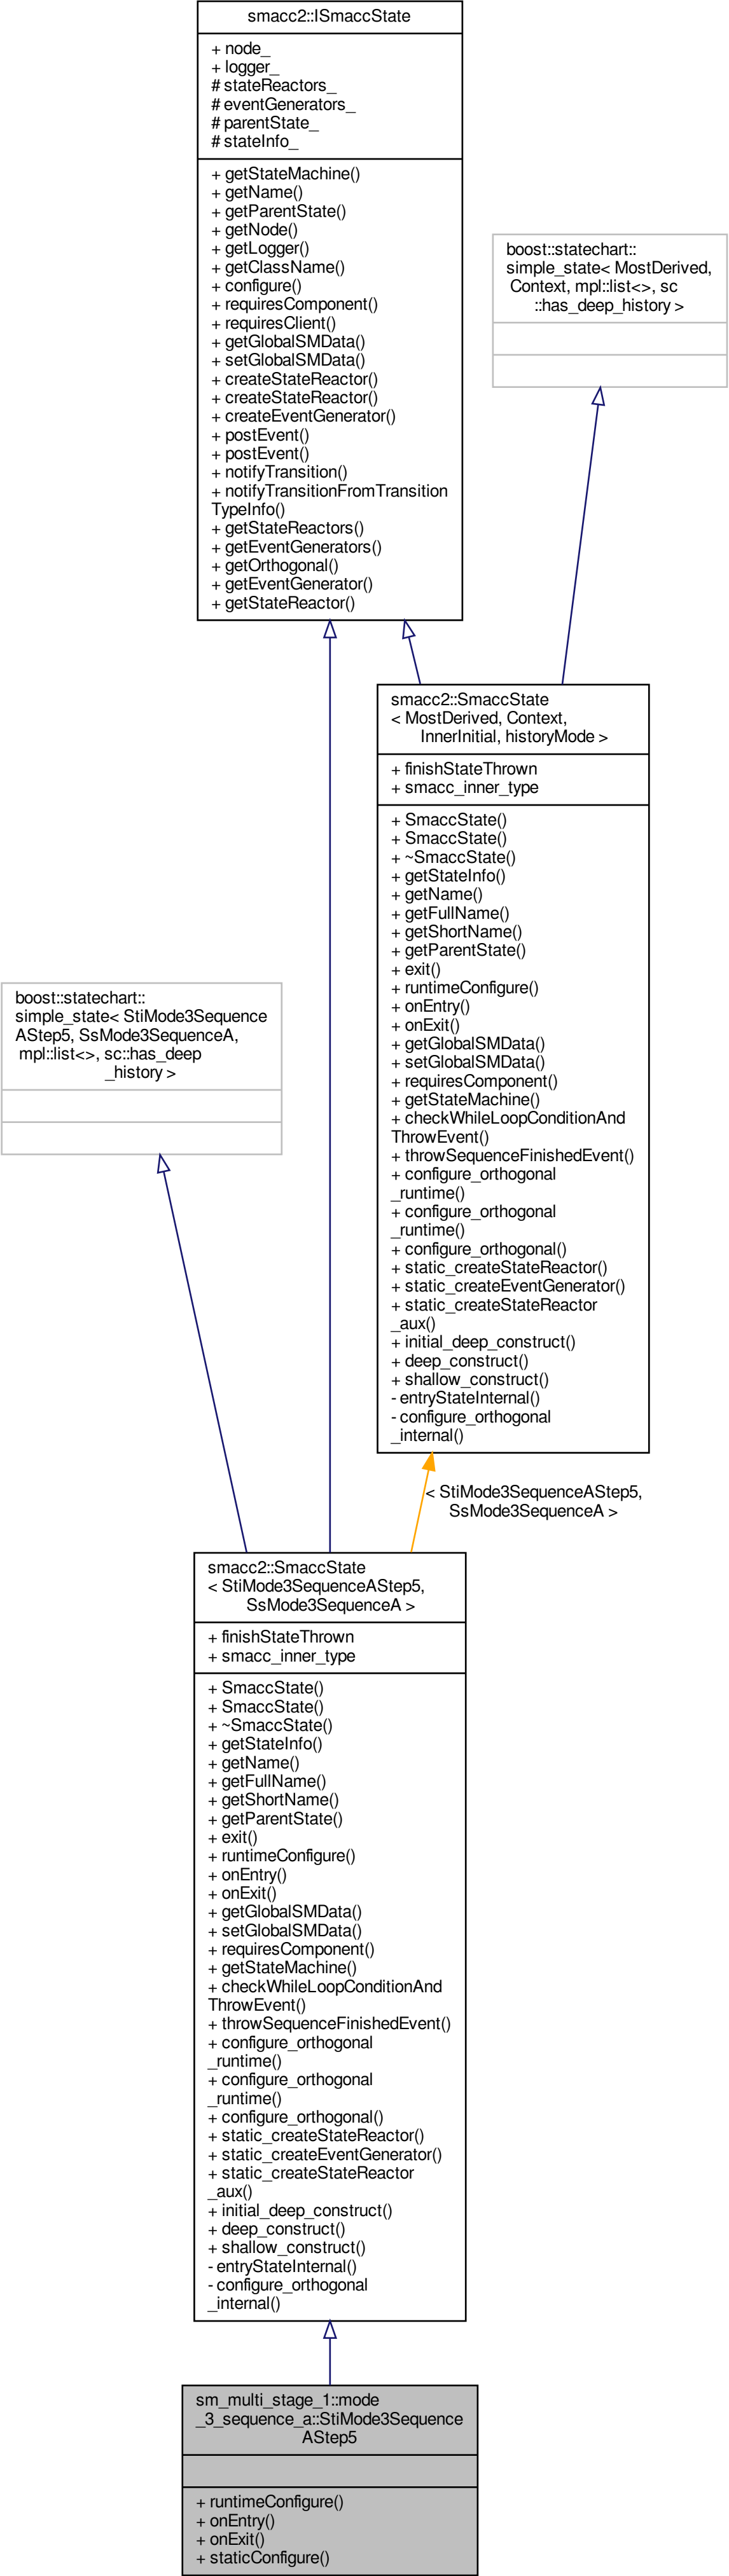 smacc2::ISmaccState
+ node_
+ logger_
# stateReactors_
# eventGenerators_
# parentState_
# stateInfo_
+ getStateMachine()
+ getName()
+ getParentState()
+ getNode()
+ getLogger()
+ getClassName()
+ configure()
+ requiresComponent()
+ requiresClient()
+ getGlobalSMData()
+ setGlobalSMData()
+ createStateReactor()
+ createStateReactor()
+ createEventGenerator()
+ postEvent()
+ postEvent()
+ notifyTransition()
+ notifyTransitionFromTransition
TypeInfo()
+ getStateReactors()
+ getEventGenerators()
+ getOrthogonal()
+ getEventGenerator()
+ getStateReactor()
boost::statechart::
simple_state< MostDerived,
Context, mpl::list<>, sc
::has_deep_history >
smacc2::SmaccState
< MostDerived, Context,
InnerInitial, historyMode >
+ finishStateThrown
+ smacc_inner_type
+ SmaccState()
+ SmaccState()
+ ~SmaccState()
+ getStateInfo()
+ getName()
+ getFullName()
+ getShortName()
+ getParentState()
+ exit()
+ runtimeConfigure()
+ onEntry()
+ onExit()
+ getGlobalSMData()
+ setGlobalSMData()
+ requiresComponent()
+ getStateMachine()
+ checkWhileLoopConditionAnd
ThrowEvent()
+ throwSequenceFinishedEvent()
+ configure_orthogonal
_runtime()
+ configure_orthogonal
_runtime()
+ configure_orthogonal()
+ static_createStateReactor()
+ static_createEventGenerator()
+ static_createStateReactor
_aux()
+ initial_deep_construct()
+ deep_construct()
+ shallow_construct()
- entryStateInternal()
- configure_orthogonal
_internal()
boost::statechart::
simple_state< StiMode3Sequence
AStep5, SsMode3SequenceA,
mpl::list<>, sc::has_deep
_history >
< StiMode3SequenceAStep5,
SsMode3SequenceA >
smacc2::SmaccState
< StiMode3SequenceAStep5,
SsMode3SequenceA >
+ finishStateThrown
+ smacc_inner_type
+ SmaccState()
+ SmaccState()
+ ~SmaccState()
+ getStateInfo()
+ getName()
+ getFullName()
+ getShortName()
+ getParentState()
+ exit()
+ runtimeConfigure()
+ onEntry()
+ onExit()
+ getGlobalSMData()
+ setGlobalSMData()
+ requiresComponent()
+ getStateMachine()
+ checkWhileLoopConditionAnd
ThrowEvent()
+ throwSequenceFinishedEvent()
+ configure_orthogonal
_runtime()
+ configure_orthogonal
_runtime()
+ configure_orthogonal()
+ static_createStateReactor()
+ static_createEventGenerator()
+ static_createStateReactor
_aux()
+ initial_deep_construct()
+ deep_construct()
+ shallow_construct()
- entryStateInternal()
- configure_orthogonal
_internal()
sm_multi_stage_1::mode
_3_sequence_a::StiMode3Sequence
AStep5
+ runtimeConfigure()
+ onEntry()
+ onExit()
+ staticConfigure()